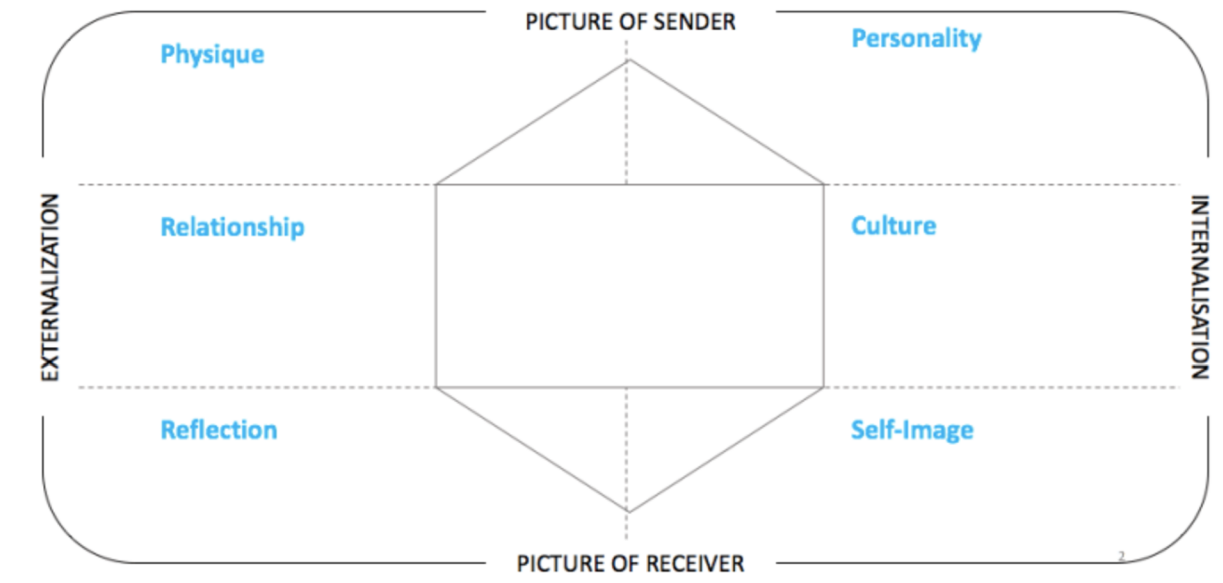 PICTURE OF SENDER
Physique
Personality
EXTERNALIZATION
Relationship
Culture
INTERNALISATION
Reflection
Self-Image
PICTURE OF RECEIVER
2